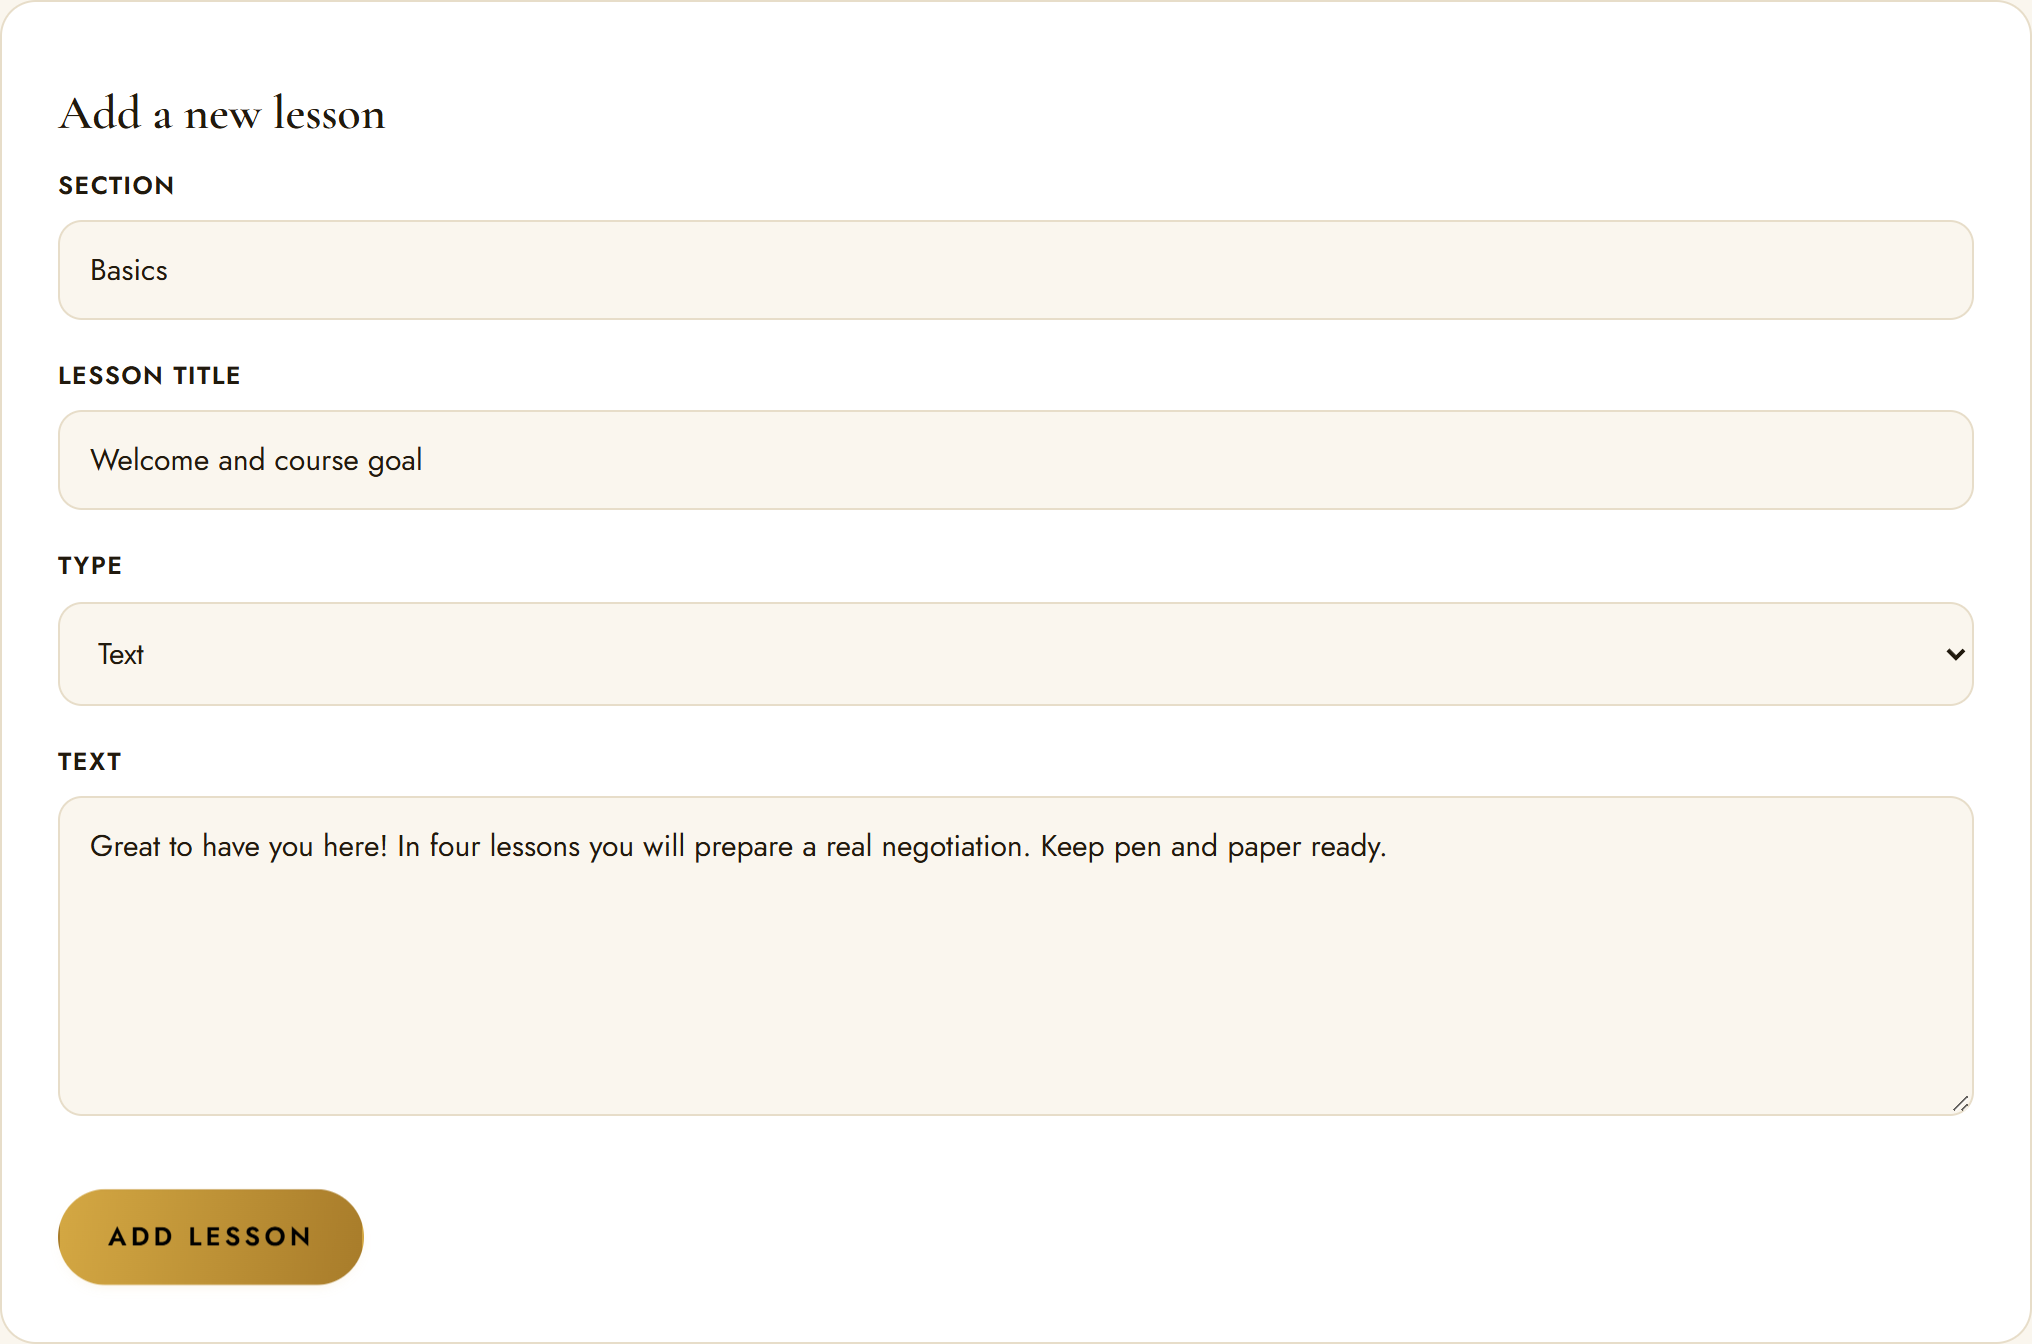 Add a new lesson
SECTION
Basics
LESSON TITLE
Welcome and course goal
TYPE
Text
TEXT
Great to have you here! In four lessons you will prepare a real negotiation. Keep pen and paper ready.
ADD LESSON